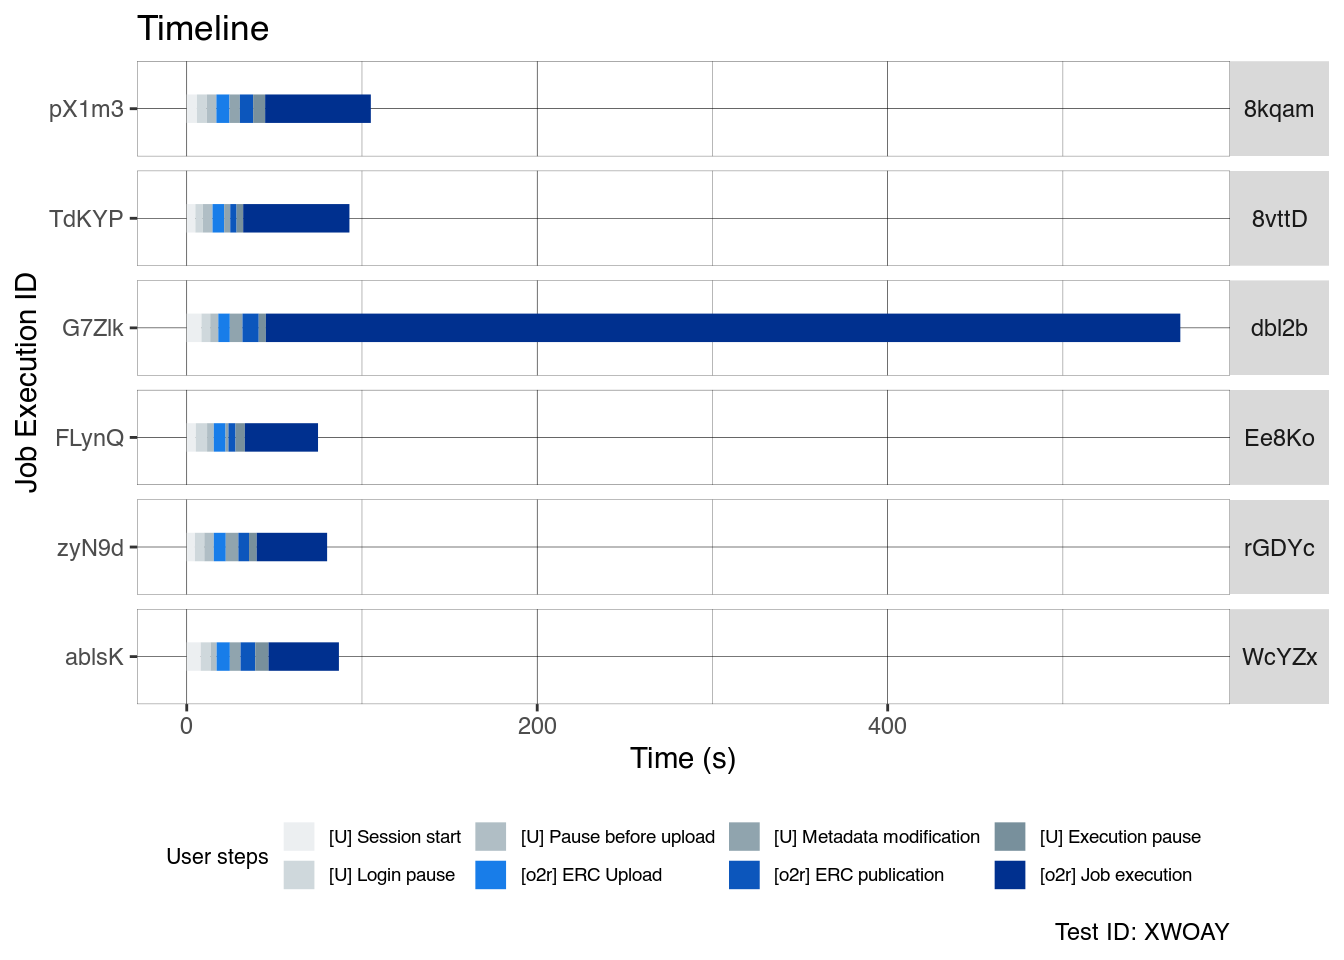 Timeline
pX1m3
8kqam
TdKYP
8vttD
G7Zlk
dbl2b
FLynQ
Ee8Ko
zyN9d
rGDYc
ablsK
WcYZx
Job Execution ID
0 200 400
Time (s)
User steps
[U] Session start [U] Pause before upload [U] Metadata modification [U] Execution pause
[U] Login pause [o2r] ERC Upload [o2r] ERC publication [o2r] Job execution
Test ID: XWOAY